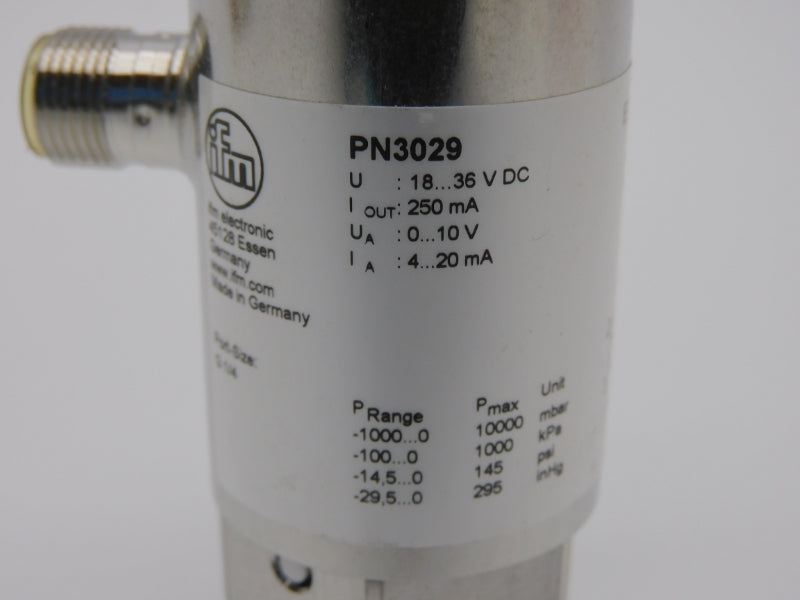 ifm
PN3029
U : 18...36 V DC
I OUT: 250 mA
UA : 0...10 V
I A : 4...20 mA
ifm electronic
45128 Essen
Germany
www.ifm.com
Made in Germany
Port-Size:
G 1/4
P Range Pmax Unit
-1000...0 10000 mbar
-100...0 1000 kPa
-14,5...0 145 psi
-29,5...0 295 inHg